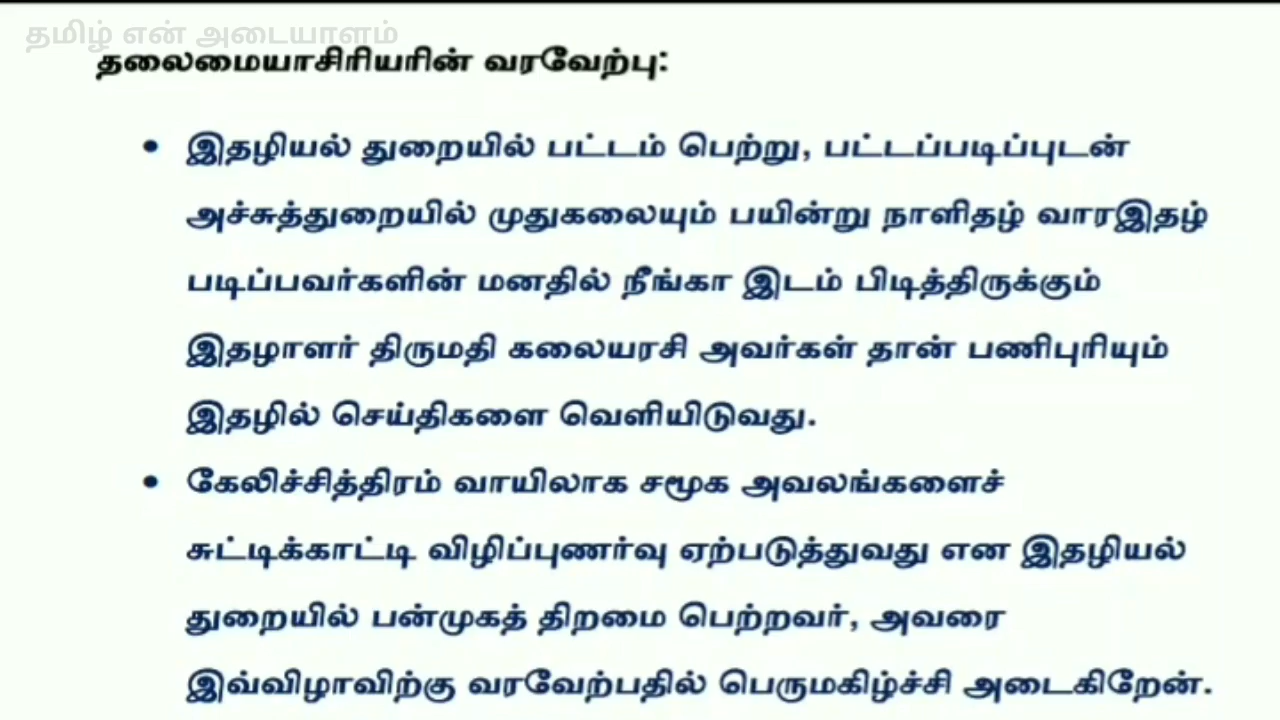 தமிழ் என் அடையாளம்
தலைமையாசிரியரின் வரவேற்பு:
• இதழியல் துறையில் பட்டம் பெற்று, பட்டப்படிப்புடன்
அச்சுத்துறையில் முதுகலையும் பயின்று நாளிதழ் வாரஇதழ்
படிப்பவர்களின் மனதில் நீங்கா இடம் பிடித்திருக்கும்
இதழாளர் திருமதி கலையரசி அவர்கள் தான் பணிபுரியும்
இதழில் செய்திகளை வெளியிடுவது.
• கேலிச்சித்திரம் வாயிலாக சமூக அவலங்களைச்
சுட்டிக்காட்டி விழிப்புணர்வு ஏற்படுத்துவது என இதழியல்
துறையில் பன்முகத் திறமை பெற்றவர், அவரை
இவ்விழாவிற்கு வரவேற்பதில் பெருமகிழ்ச்சி அடைகிறேன்.